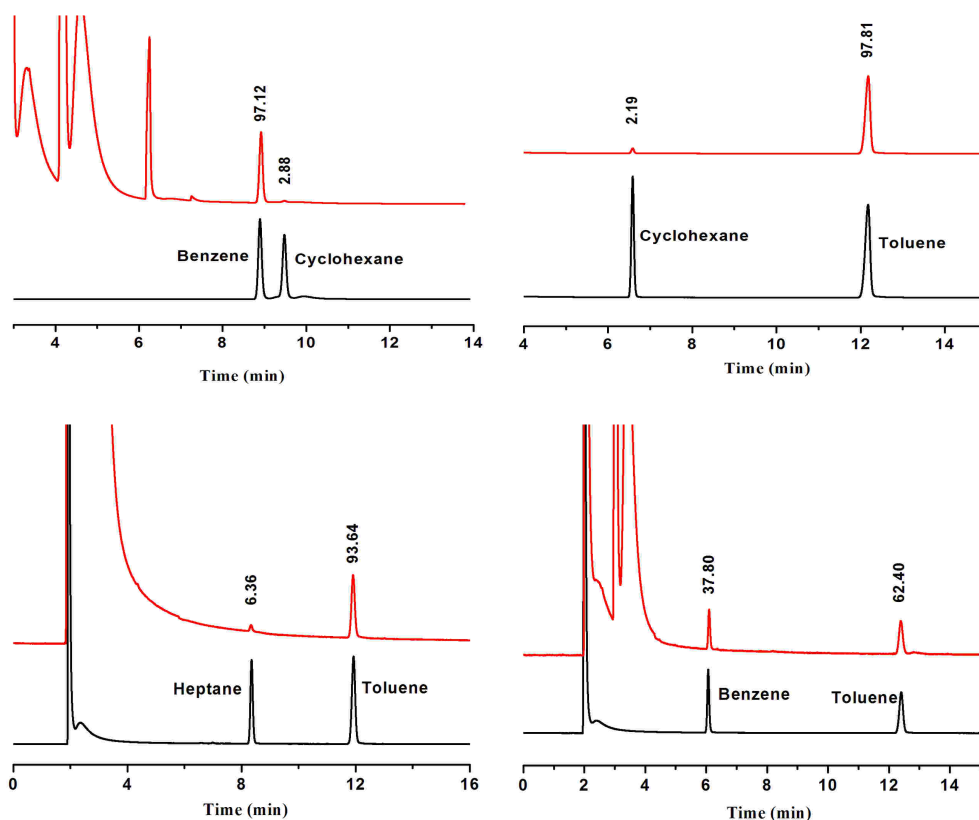 97.12
2.88
Benzene
Cyclohexane
4 6 8 10 12 14
Time (min)
97.81
2.19
Cyclohexane
Toluene
4 6 8 10 12 14
Time (min)
93.64
6.36
Heptane
Toluene
0 4 8 12 16
Time (min)
37.80
62.40
Benzene
Toluene
0 2 4 6 8 10 12 14
Time (min)